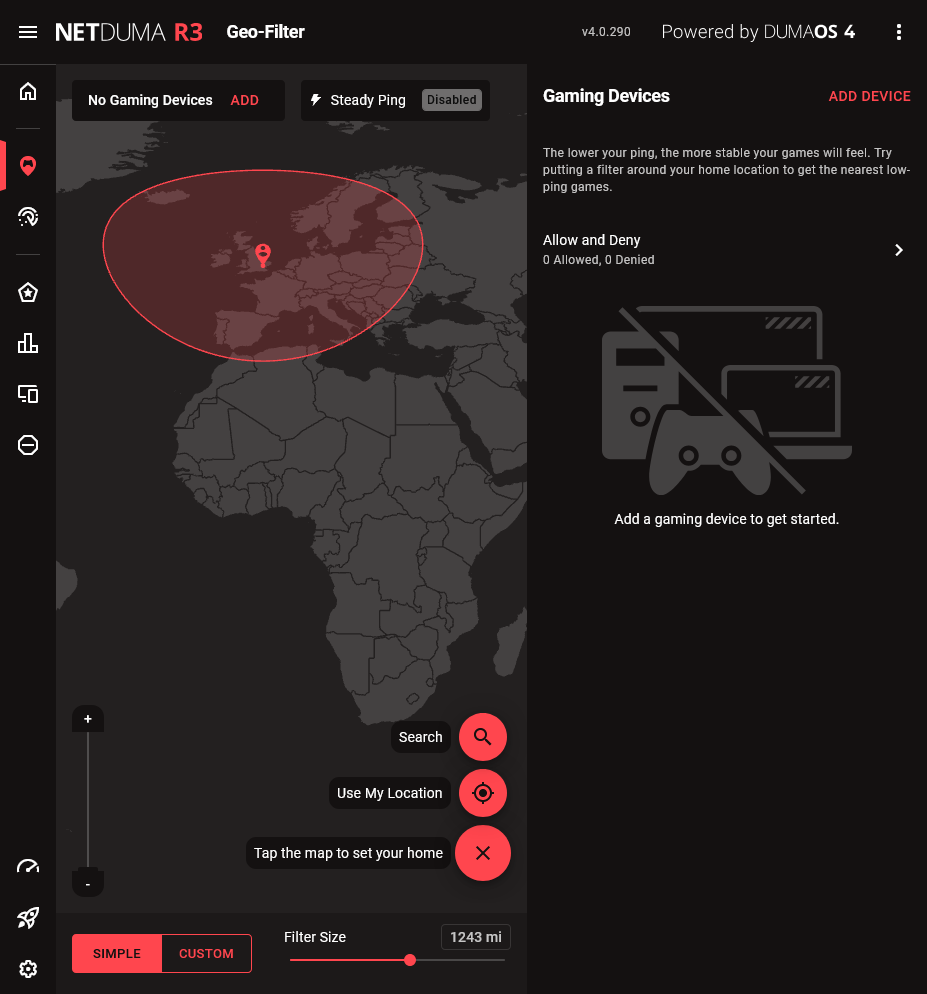 NETDUMA R3 Geo-Filter v4.0.290 Powered by DUMAOS 4
No Gaming Devices ADD
Steady Ping Disabled
Gaming Devices ADD DEVICE
The lower your ping, the more stable your games will feel. Try
putting a filter around your home location to get the nearest low-
ping games.
Allow and Deny
0 Allowed, 0 Denied
Add a gaming device to get started.
+
-
Search
Use My Location
Tap the map to set your home
SIMPLE CUSTOM
Filter Size 1243 mi